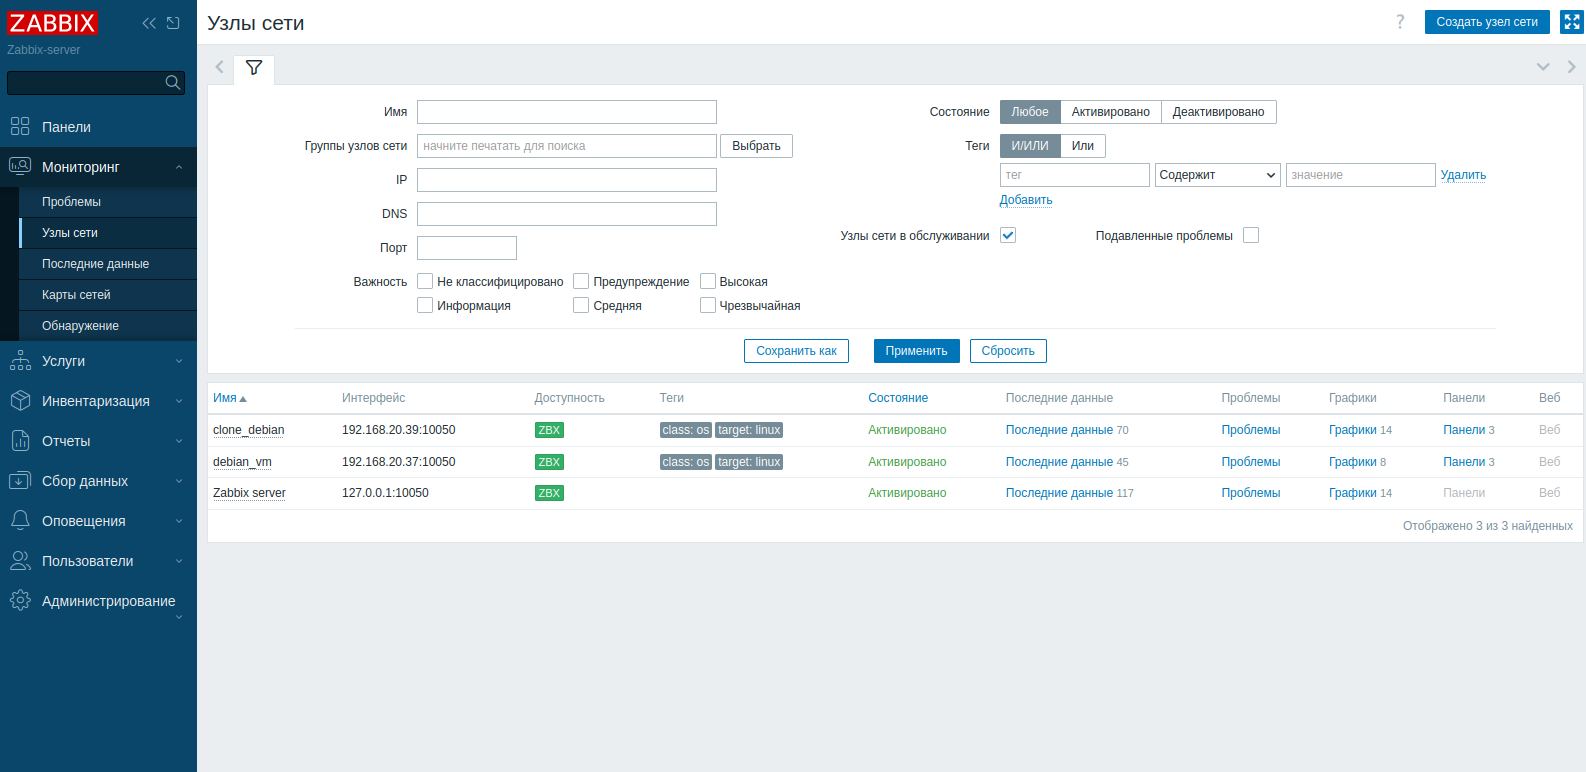 ZABBIX
Zabbix-server
Панели
Мониторинг
Проблемы
Узлы сети
Последние данные
Карты сетей
Обнаружение
Услуги
Инвентаризация
Отчеты
Сбор данных
Оповещения
Пользователи
Администрирование
Узлы сети
? Создать узел сети
Имя
Группы узлов сети начните печатать для поиска Выбрать
IP
DNS
Порт
Важность Не классифицировано Предупреждение Высокая
Информация Средняя Чрезвычайная
Состояние Любое Активировано Деактивировано
Теги И/ИЛИ Или
тег Содержит значение Удалить
Добавить
Узлы сети в обслуживании Подавленные проблемы
Сохранить как Применить Сбросить
Имя Интерфейс Доступность Теги Состояние Последние данные Проблемы Графики Панели Веб
clone_debian 192.168.20.39:10050 ZBX class: os target: linux Активировано Последние данные 70 Проблемы Графики 14 Панели 3 Веб
debian_vm 192.168.20.37:10050 ZBX class: os target: linux Активировано Последние данные 45 Проблемы Графики 8 Панели 3 Веб
Zabbix server 127.0.0.1:10050 ZBX Активировано Последние данные 117 Проблемы Графики 14 Панели Веб
Отображено 3 из 3 найденных